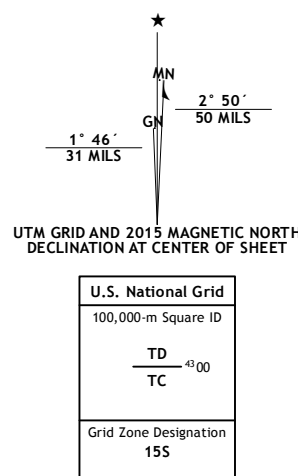 ★
MN
GN
1° 46´
31 MILS
2° 50´
50 MILS
UTM GRID AND 2015 MAGNETIC NORTH
DECLINATION AT CENTER OF SHEET
U.S. National Grid
100,000-m Square ID
TD
4300
TC
Grid Zone Designation
15S